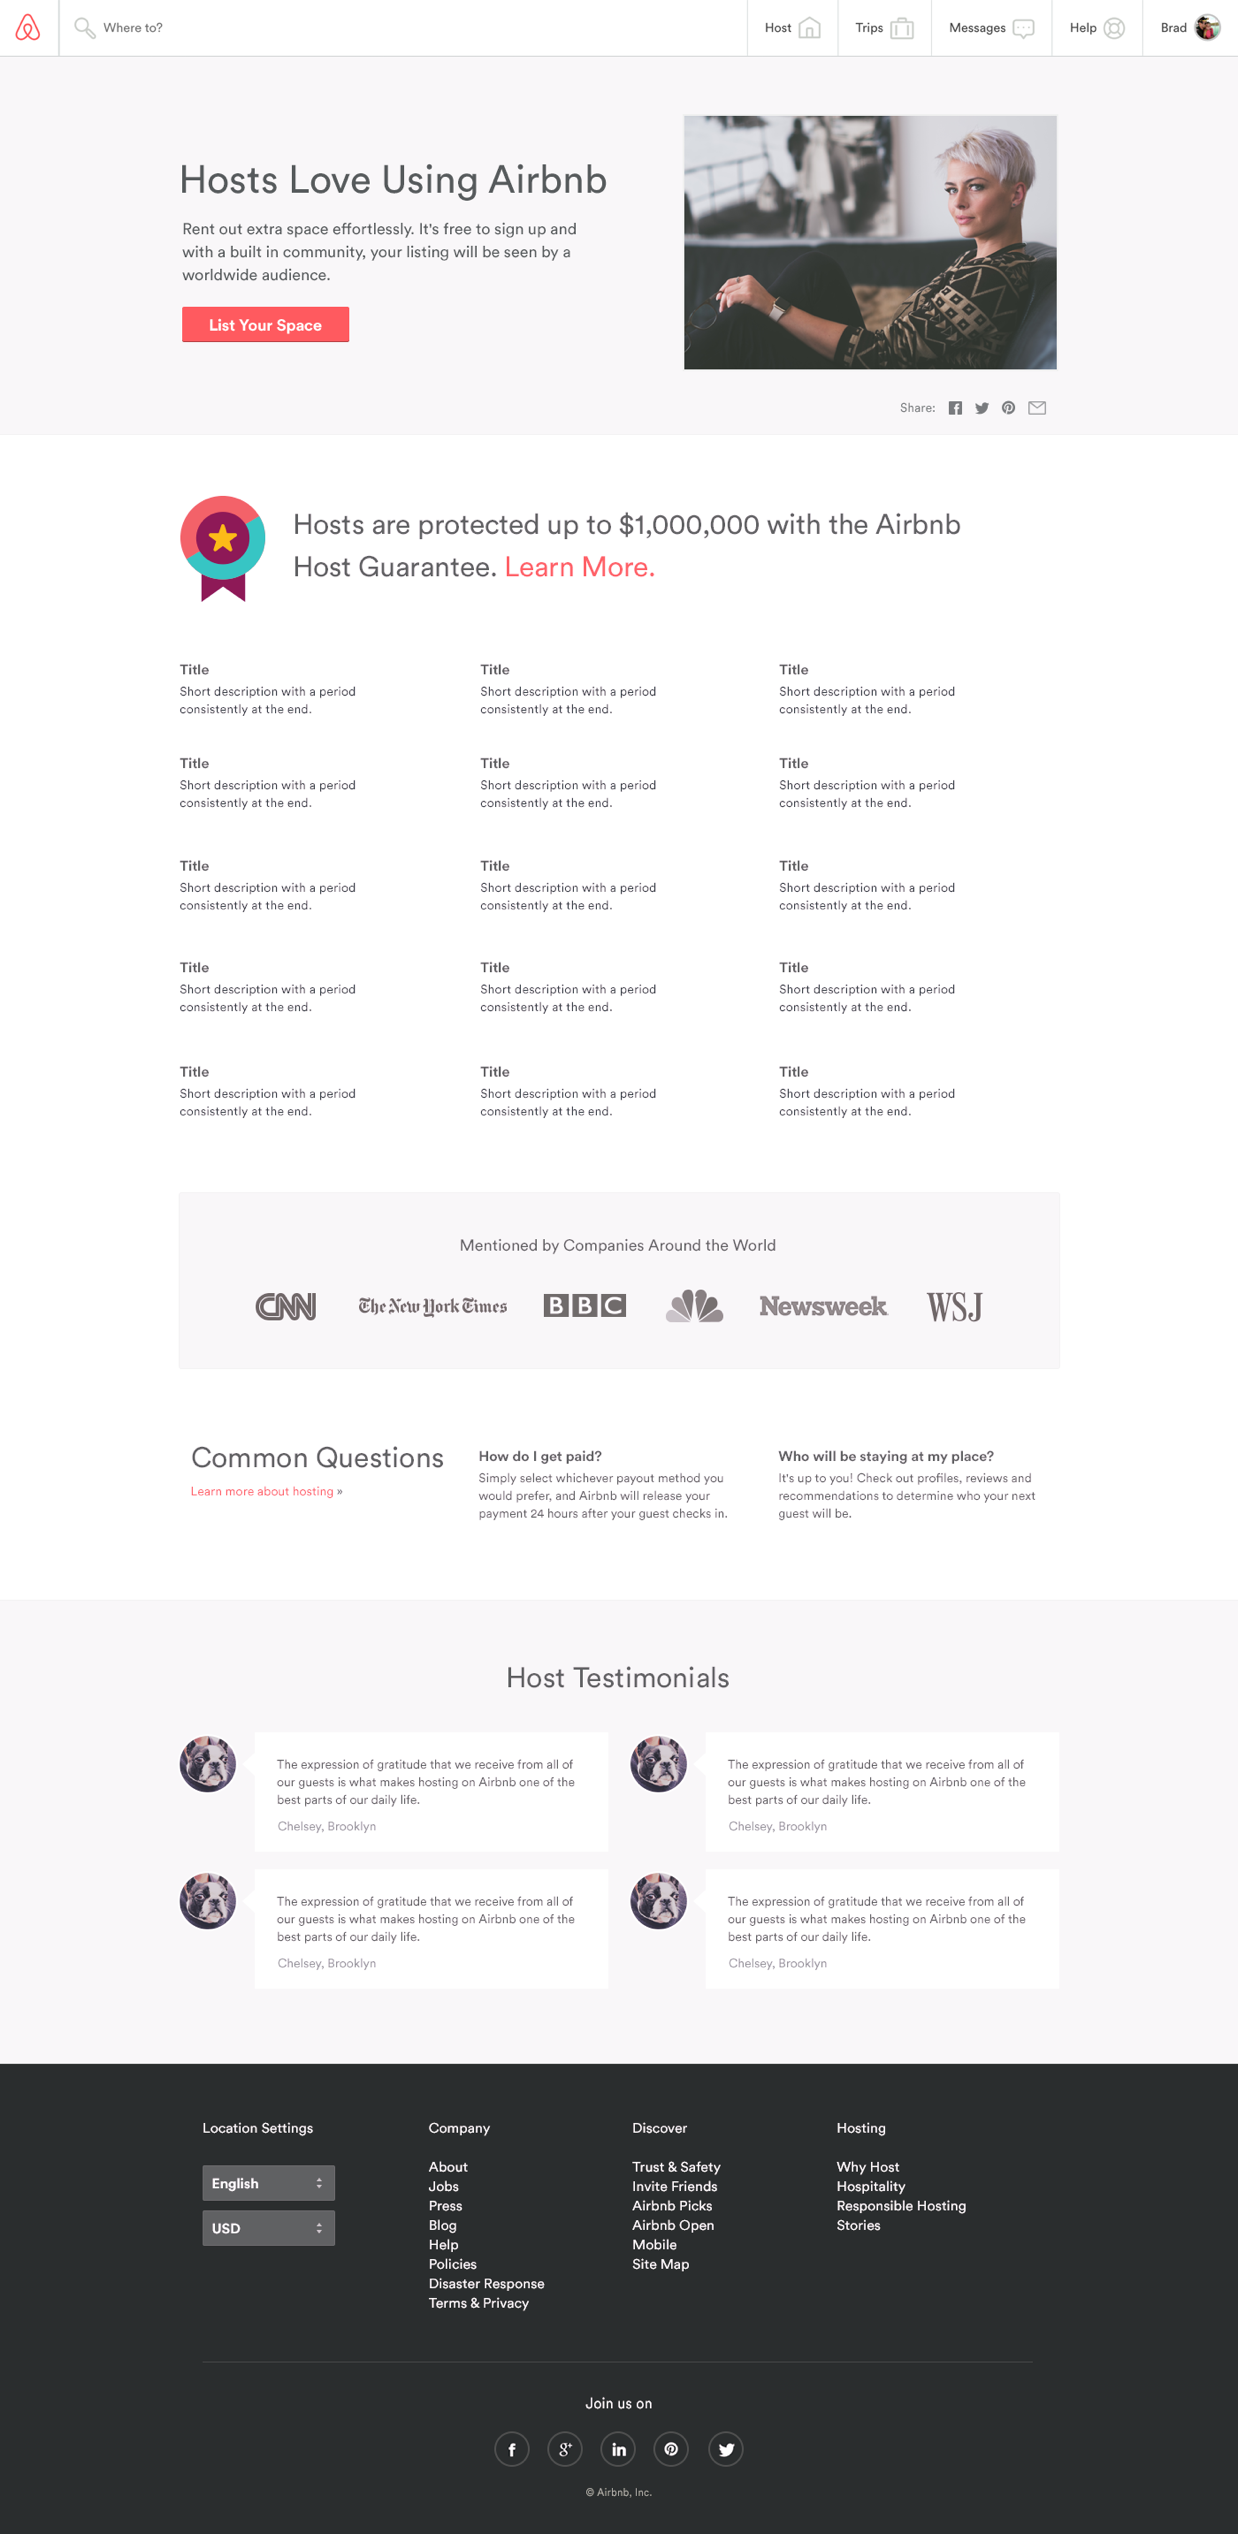 Where to?
Host
Trips
Messages
Help
Brad
Hosts Love Using Airbnb
Rent out extra space effortlessly. It's free to sign up and
with a built in community, your listing will be seen by a
worldwide audience.
List Your Space
Share:
Hosts are protected up to $1,000,000 with the Airbnb
Host Guarantee. Learn More.
Title
Short description with a period
consistently at the end.
Title
Short description with a period
consistently at the end.
Title
Short description with a period
consistently at the end.
Title
Short description with a period
consistently at the end.
Title
Short description with a period
consistently at the end.
Title
Short description with a period
consistently at the end.
Title
Short description with a period
consistently at the end.
Title
Short description with a period
consistently at the end.
Title
Short description with a period
consistently at the end.
Title
Short description with a period
consistently at the end.
Title
Short description with a period
consistently at the end.
Title
Short description with a period
consistently at the end.
Title
Short description with a period
consistently at the end.
Title
Short description with a period
consistently at the end.
Title
Short description with a period
consistently at the end.
Mentioned by Companies Around the World
CNN
The New York Times
BBC
Newsweek
WSJ
Common Questions
Learn more about hosting »
How do I get paid?
Simply select whichever payout method you
would prefer, and Airbnb will release your
payment 24 hours after your guest checks in.
Who will be staying at my place?
It's up to you! Check out profiles, reviews and
recommendations to determine who your next
guest will be.
Host Testimonials
The expression of gratitude that we receive from all of
our guests is what makes hosting on Airbnb one of the
best parts of our daily life.
Chelsey, Brooklyn
The expression of gratitude that we receive from all of
our guests is what makes hosting on Airbnb one of the
best parts of our daily life.
Chelsey, Brooklyn
The expression of gratitude that we receive from all of
our guests is what makes hosting on Airbnb one of the
best parts of our daily life.
Chelsey, Brooklyn
The expression of gratitude that we receive from all of
our guests is what makes hosting on Airbnb one of the
best parts of our daily life.
Chelsey, Brooklyn
Location Settings
English
USD
Company
About
Jobs
Press
Blog
Help
Policies
Disaster Response
Terms & Privacy
Discover
Trust & Safety
Invite Friends
Airbnb Picks
Airbnb Open
Mobile
Site Map
Hosting
Why Host
Hospitality
Responsible Hosting
Stories
Join us on
© Airbnb, Inc.